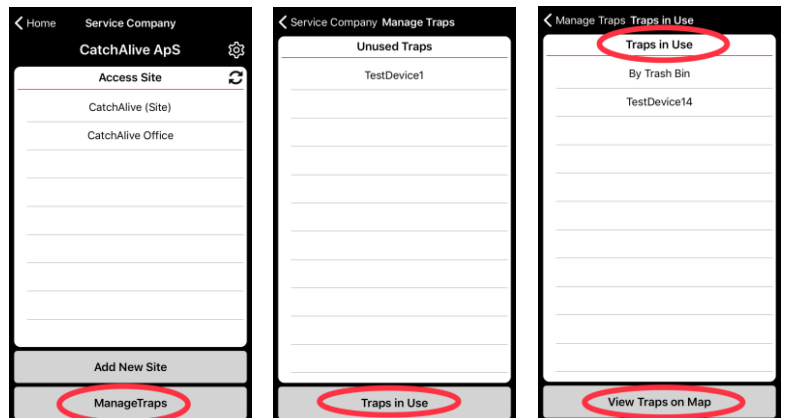 Home Service Company
CatchAlive ApS
Access Site
CatchAlive (Site)
CatchAlive Office
Add New Site
ManageTraps
Service Company Manage Traps
Unused Traps
TestDevice1
Traps in Use
Manage Traps Traps in Use
Traps in Use
By Trash Bin
TestDevice14
View Traps on Map